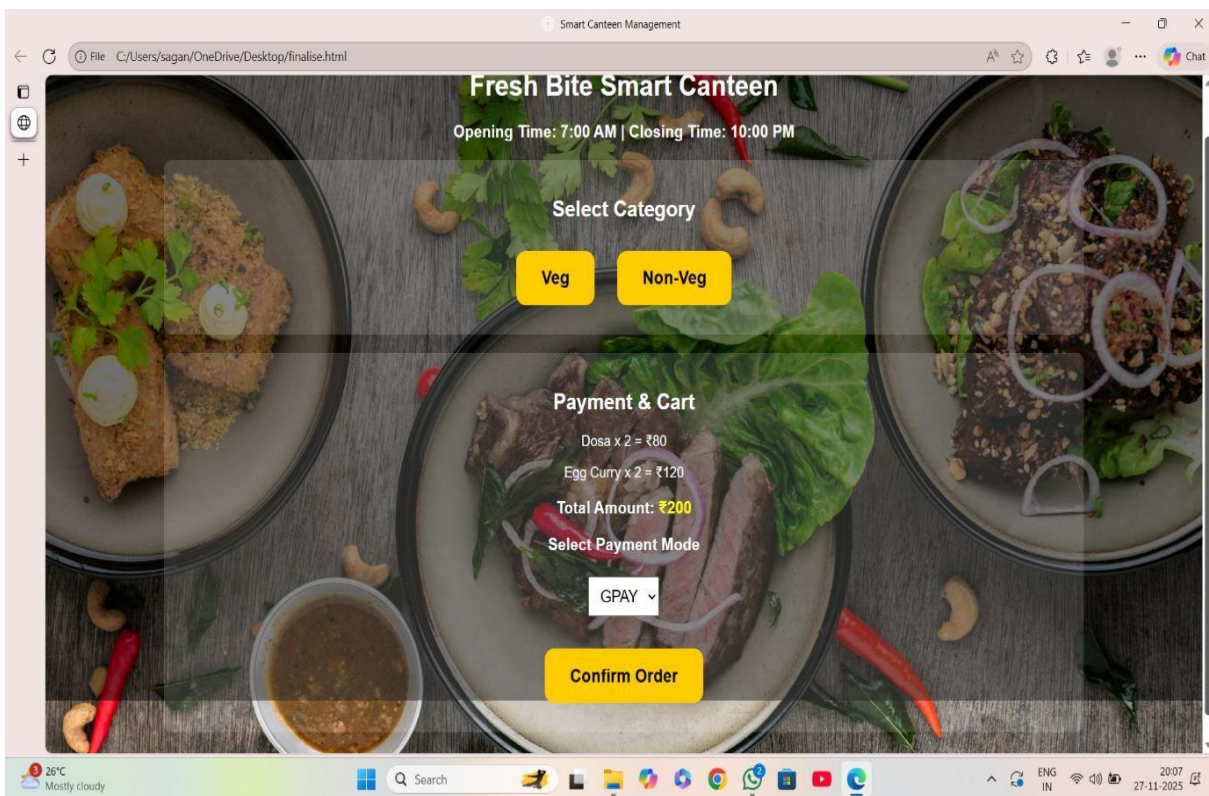 Smart Canteen Management
File C:/Users/sagan/OneDrive/Desktop/finalise.html
Chat
Fresh Bite Smart Canteen
Opening Time: 7:00 AM | Closing Time: 10:00 PM
Select Category
Veg Non-Veg
Payment & Cart
Dosa x 2 = ₹80
Egg Curry x 2 = ₹120
Total Amount: ₹200
Select Payment Mode
GPAY
Confirm Order
3 26°C
Mostly cloudy
Search
ENG
IN
20:07
27-11-2025